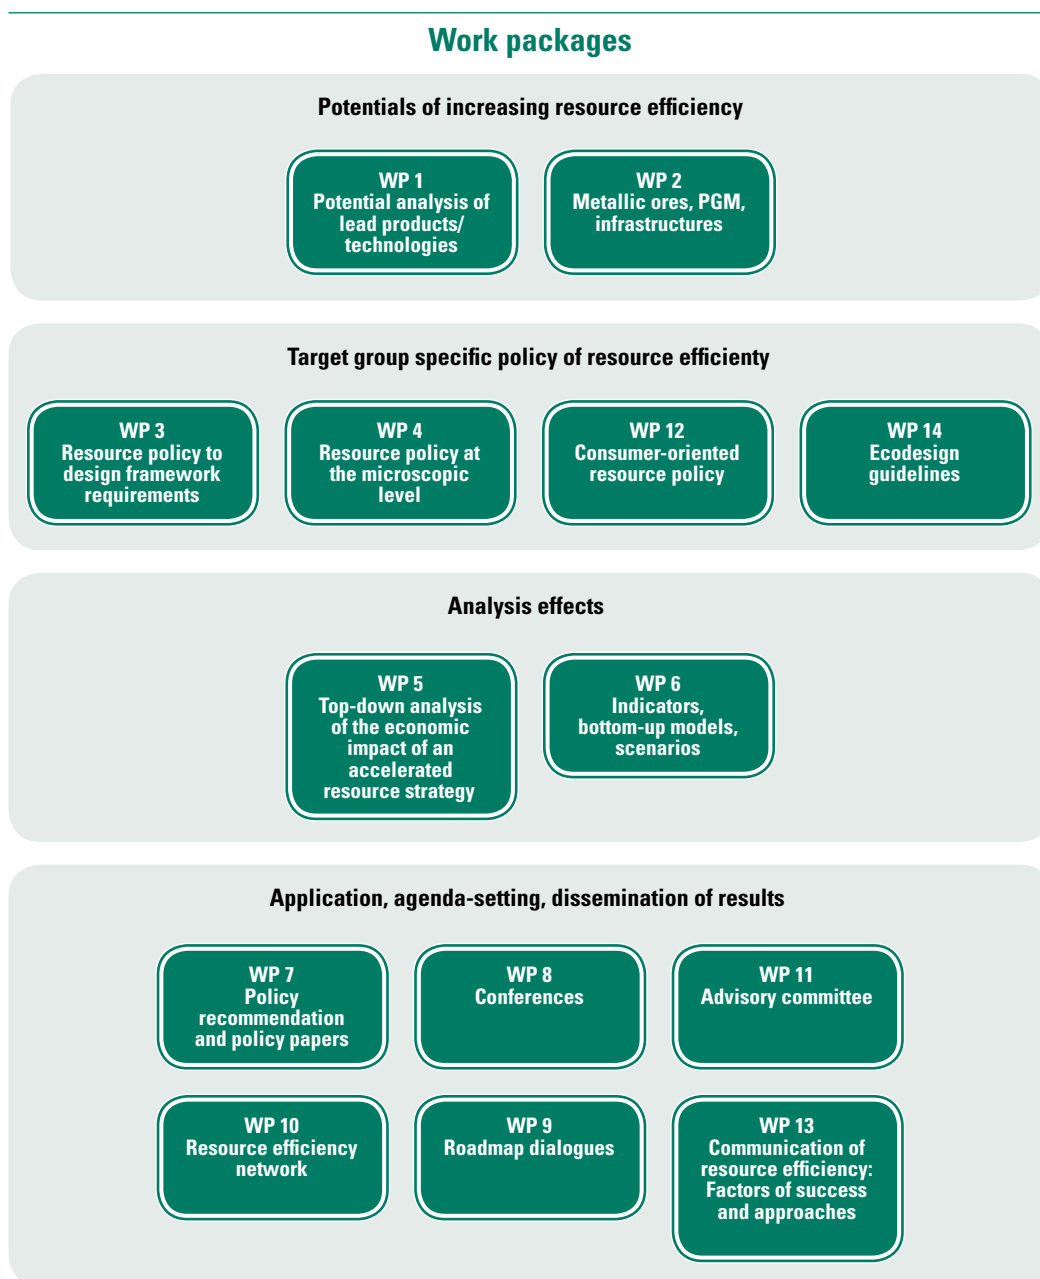 Work packages
Potentials of increasing resource efficiency
WP 1
Potential analysis of
lead products/
technologies
WP 2
Metallic ores, PGM,
infrastructures
Target group specific policy of resource efficienty
WP 3
Resource policy to
design framework
requirements
WP 4
Resource policy at
the microscopic
level
WP 12
Consumer-oriented
resource policy
WP 14
Ecodesign
guidelines
Analysis effects
WP 5
Top-down analysis
of the economic
impact of an
accelerated
resource strategy
WP 6
Indicators,
bottom-up models,
scenarios
Application, agenda-setting, dissemination of results
WP 7
Policy
recommendation
and policy papers
WP 8
Conferences
WP 11
Advisory committee
WP 10
Resource efficiency
network
WP 9
Roadmap dialogues
WP 13
Communication of
resource efficiency:
Factors of success
and approaches